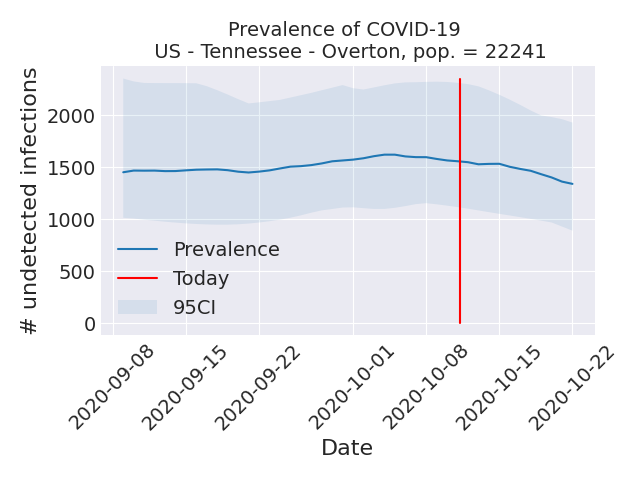 Prevalence of COVID-19
US - Tennessee - Overton, pop. = 22241
# undetected infections
2000
1500
1000
500
0
Prevalence
Today
95CI
2020-09-08
2020-09-15
2020-09-22
2020-10-01
2020-10-08
2020-10-15
2020-10-22
Date